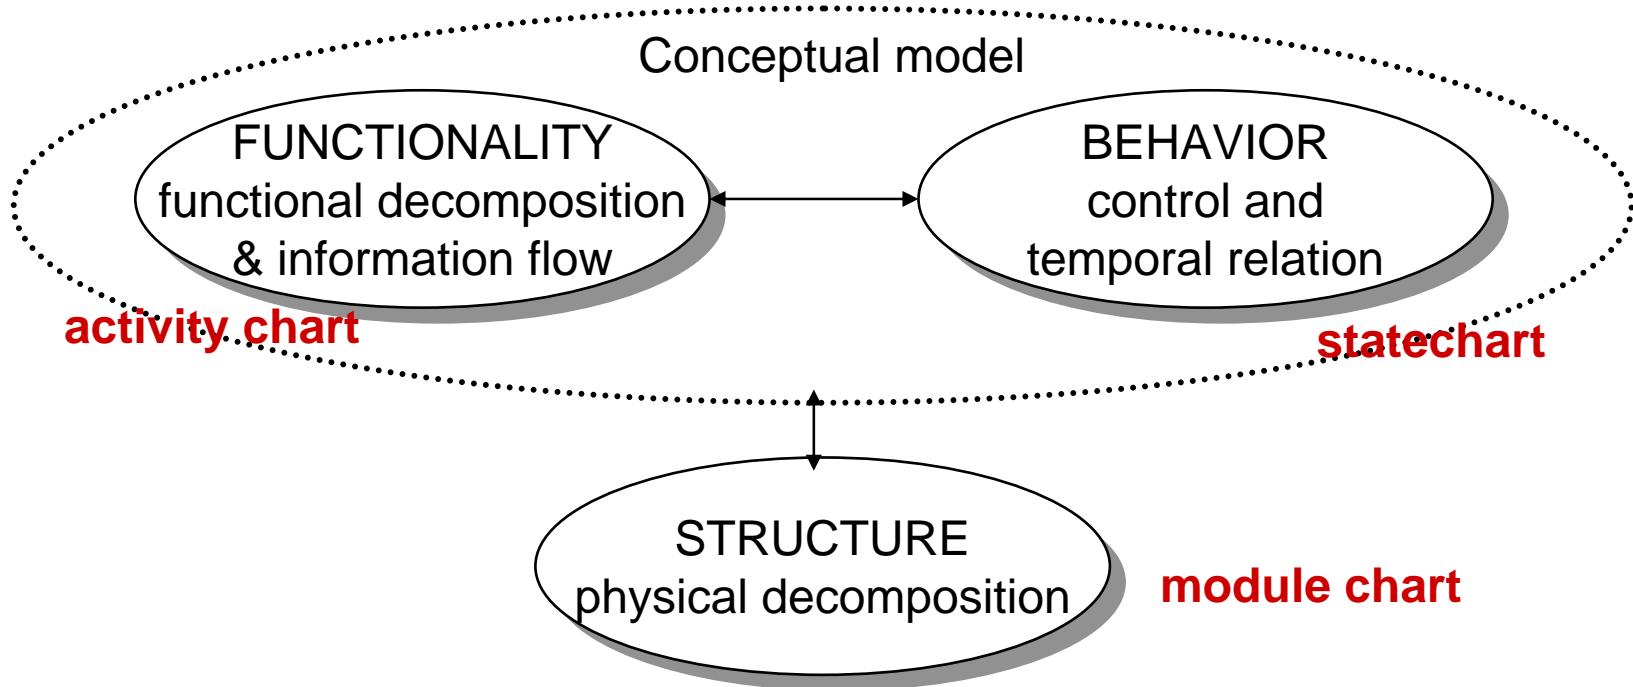 Conceptual model
FUNCTIONALITY
functional decomposition
& information flow
BEHAVIOR
control and
temporal relation
activity chart
statechart
STRUCTURE
physical decomposition
module chart